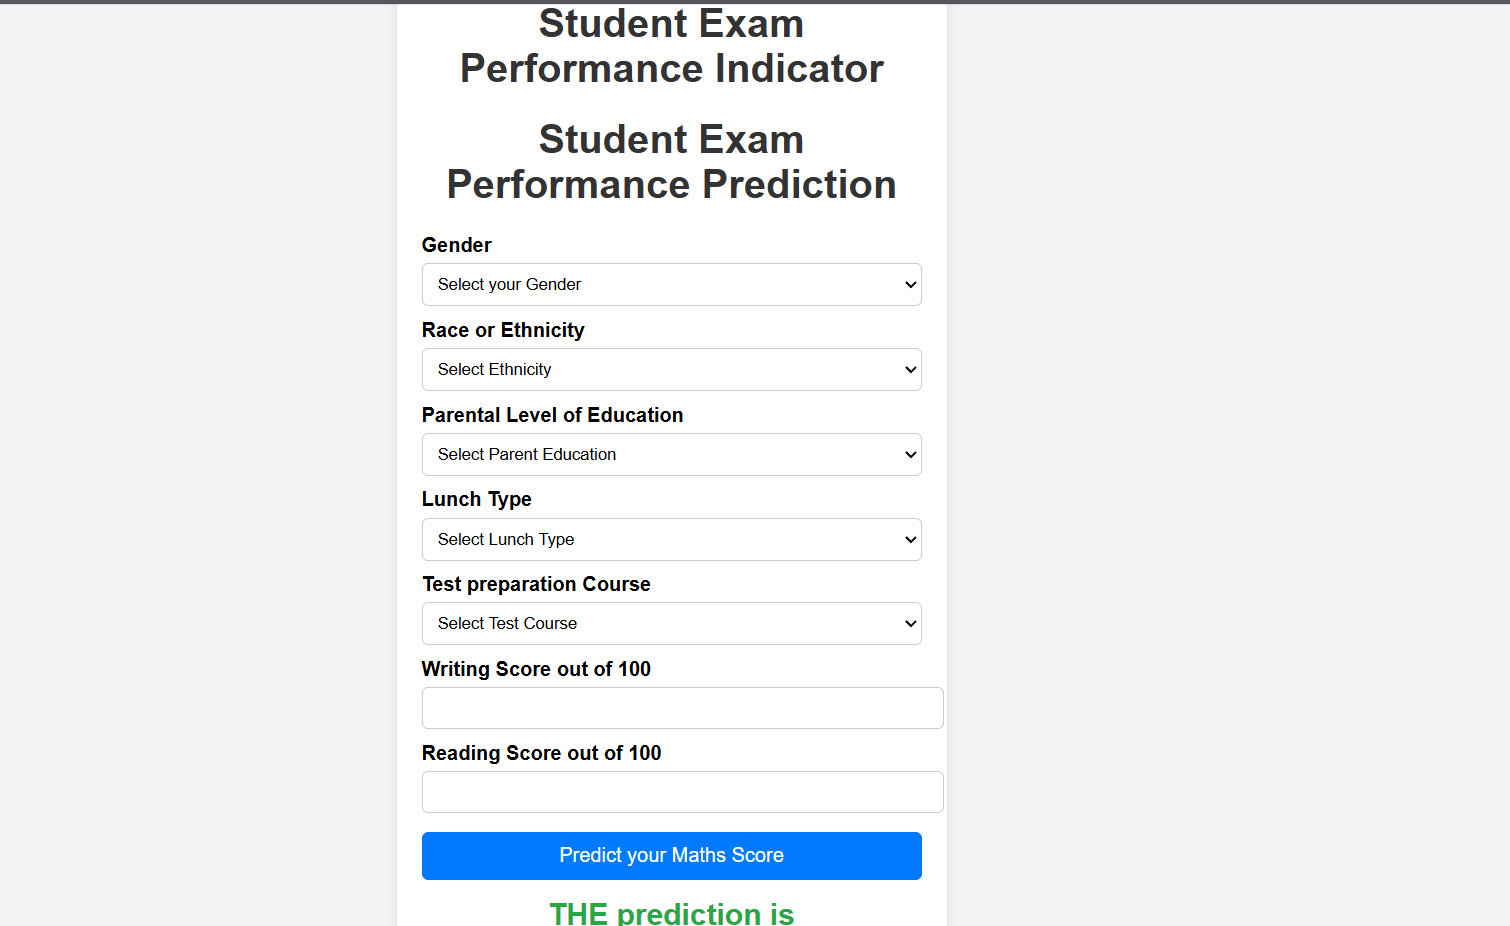 Student Exam
Performance Indicator
Student Exam
Performance Prediction
Gender
Select your Gender
Race or Ethnicity
Select Ethnicity
Parental Level of Education
Select Parent Education
Lunch Type
Select Lunch Type
Test preparation Course
Select Test Course
Writing Score out of 100
Reading Score out of 100
Predict your Maths Score
THE prediction is